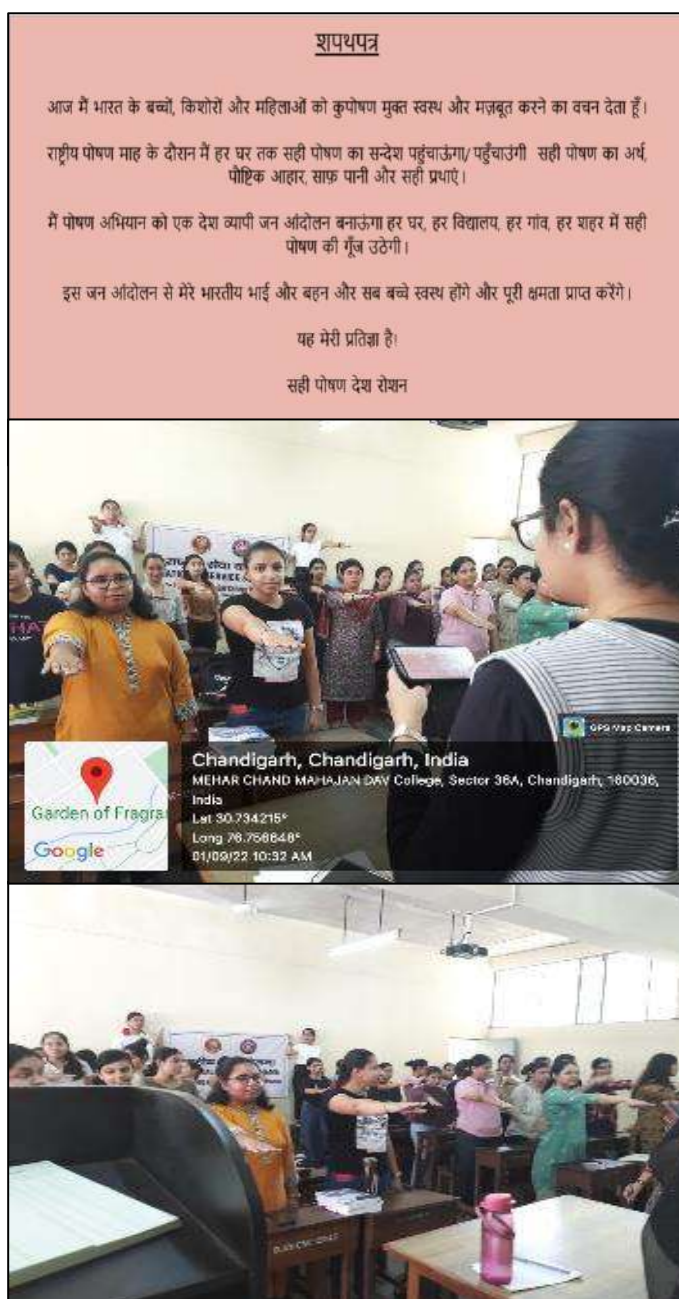 शपथपत्र
आज मैं भारत के बच्चों, किशोरों और महिलाओं को कुपोषण मुक्त स्वस्थ और मज़बूत करने का वचन देता हूँ।
राष्ट्रीय पोषण माह के दौरान मैं हर घर तक सही पोषण का सन्देश पहुंचाऊंगा/ पहुँचाउंगी सही पोषण का अर्थ,
पौष्टिक आहार, साफ़ पानी और सही प्रथाएं।
मैं पोषण अभियान को एक देश व्यापी जन आंदोलन बनाऊंगा हर घर, हर विद्यालय, हर गांव, हर शहर में सही
पोषण की गूँज उठेगी।
इस जन आंदोलन से मेरे भारतीय भाई और बहन और सब बच्चे स्वस्थ होंगे और पूरी क्षमता प्राप्त करेंगे।
यह मेरी प्रतिज्ञा है।
सही पोषण देश रोशन
SERVICE
GPS Map Camera
Chandigarh, Chandigarh, India
MEHAR CHAND MAHAJAN DAV College, Sector 36A, Chandigarh, 160036,
India
Lat 30.734215°
Long 76.756648°
01/09/22 10:32 AM
Garden of Fragra
Google